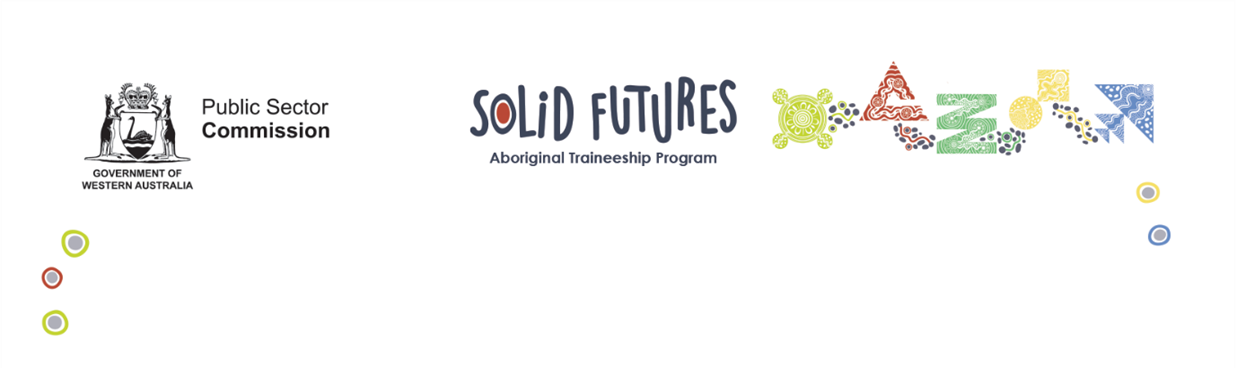 Public Sector
Commission
GOVERNMENT OF
WESTERN AUSTRALIA
SOLiD FUTURES
Aboriginal Traineeship Program